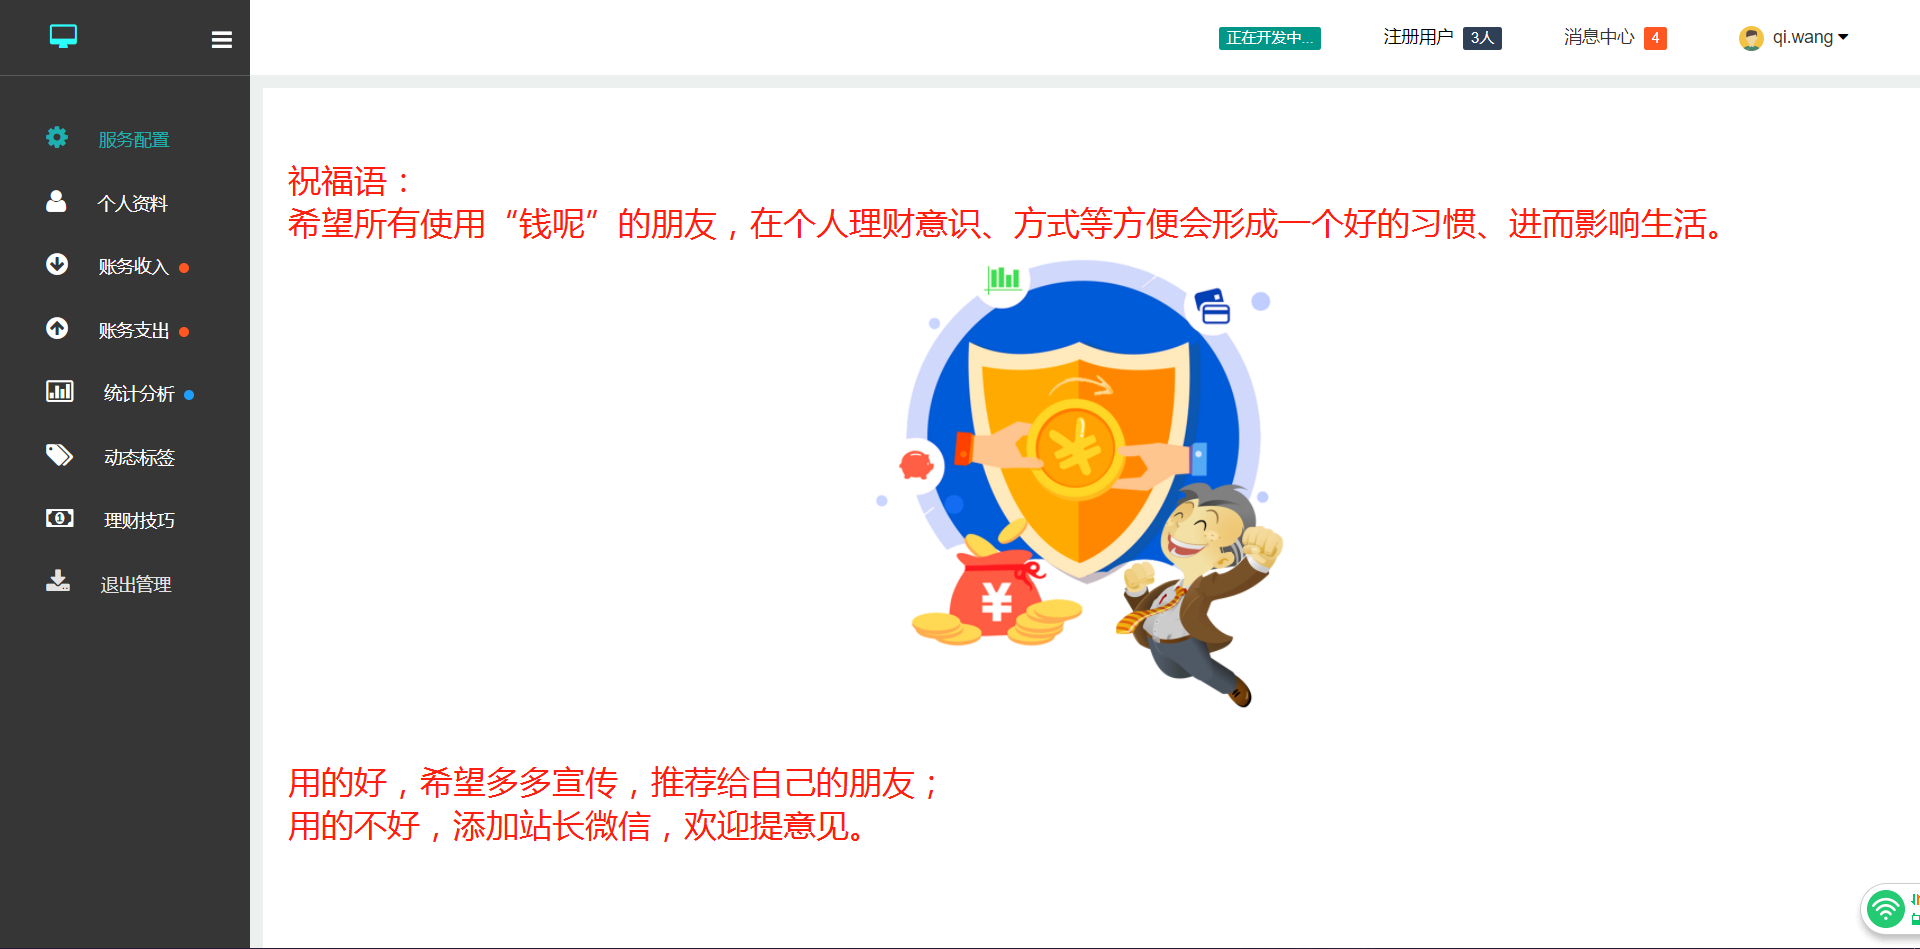 正在开发中...
注册用户 3人
消息中心 4
qi.wang
服务配置
个人资料
账务收入
账务支出
统计分析
动态标签
理财技巧
退出管理
祝福语：
希望所有使用“钱呢”的朋友，在个人理财意识、方式等方便会形成一个好的习惯、进而影响生活。
¥
用的好，希望多多宣传，推荐给自己的朋友；
用的不好，添加站长微信，欢迎提意见。